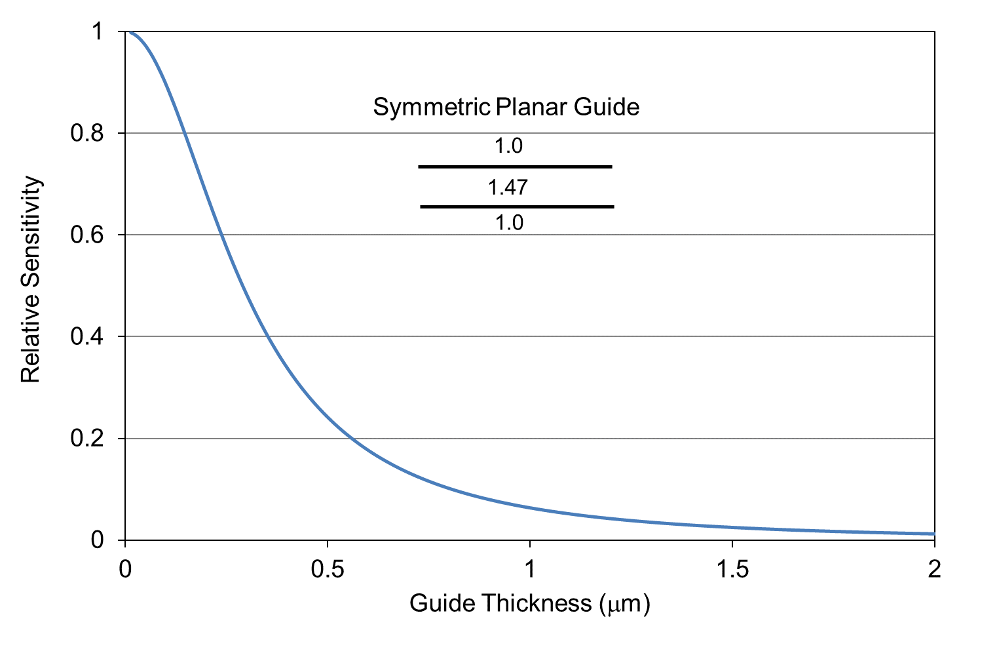 1
Symmetric Planar Guide
0.8
1.0
1.47
1.0
0.6
Relative Sensitivity
0.4
0.2
0
0 0.5 1 1.5 2
Guide Thickness (μm)